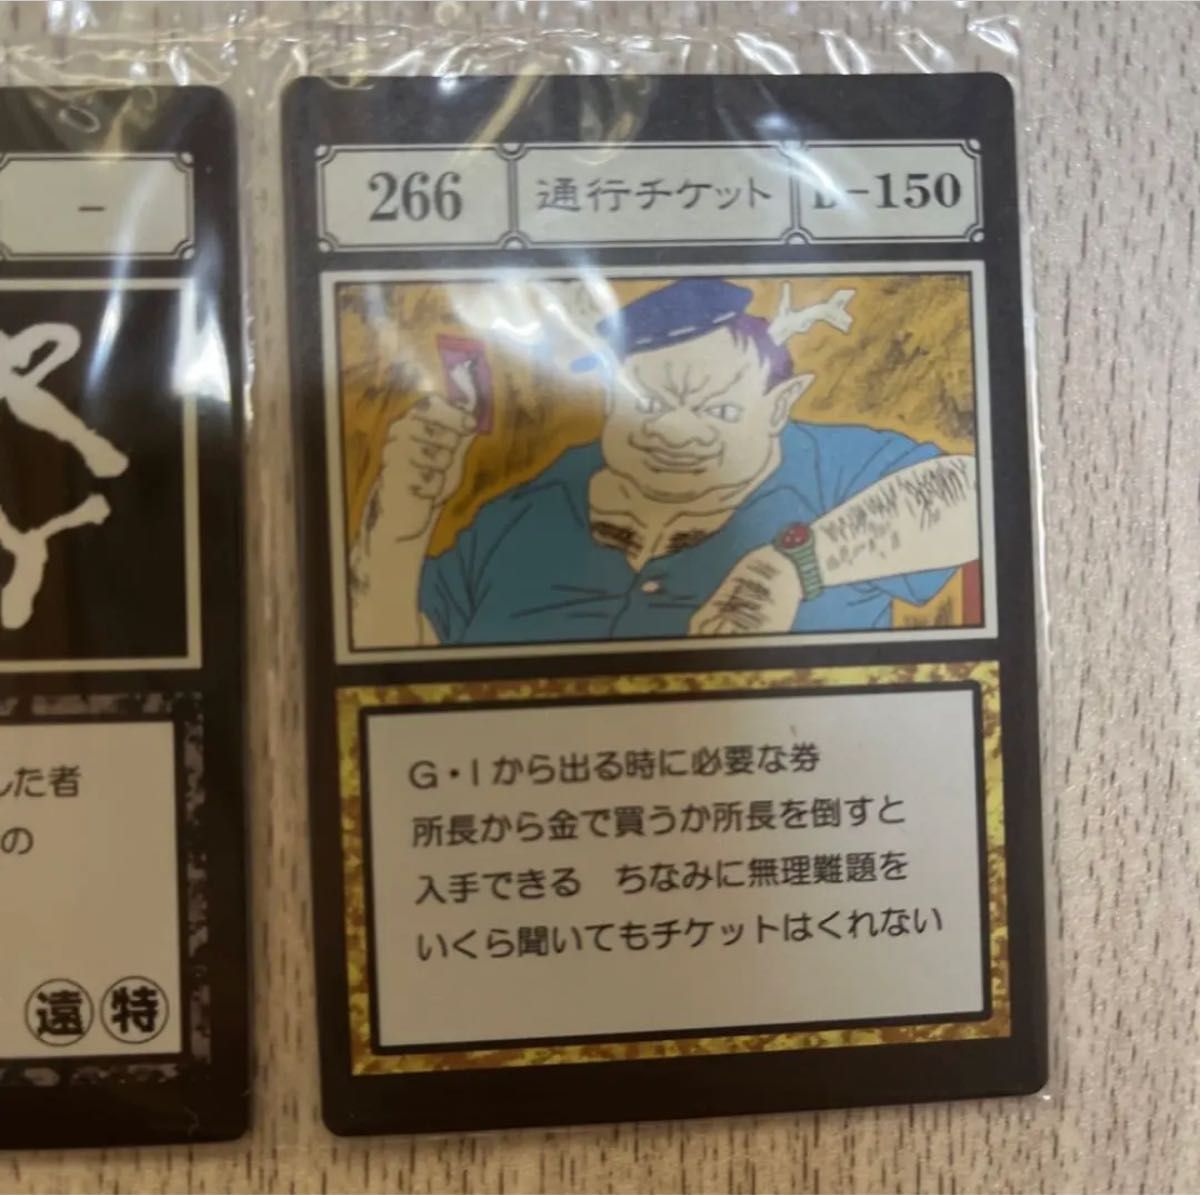 -
した者
の
遠 特
266 通行チケット B-150
G・Iから出る時に必要な券
所長から金で買うか所長を倒すと
入手できる ちなみに無理難題を
いくら聞いてもチケットはくれない